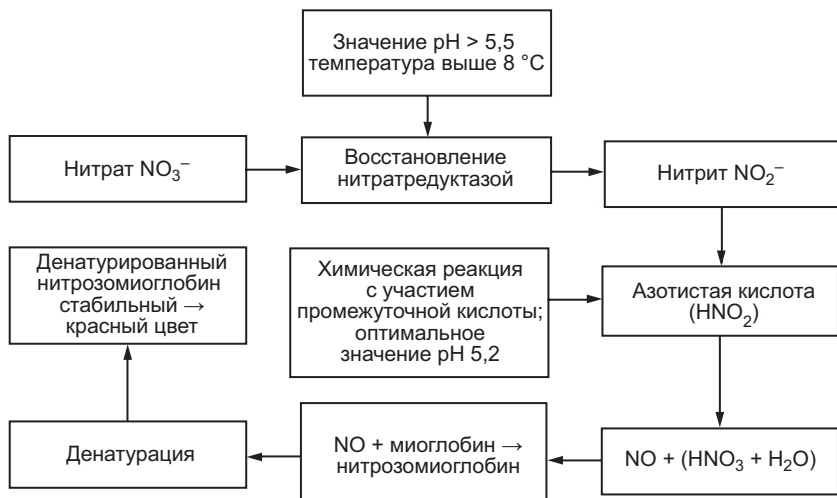 Значение pH > 5,5
температура выше 8 °C
Нитрат NO₃⁻
Восстановление
нитратредуктазой
Нитрит NO₂⁻
Денатурированный
нитрозомиоглобин
стабильный →
красный цвет
Химическая реакция
с участием
промежуточной кислоты;
оптимальное
значение pH 5,2
Азотистая кислота
(HNO₂)
Денатурация
NO + миоглобин →
нитрозомиоглобин
NO + (HNO₃ + H₂O)